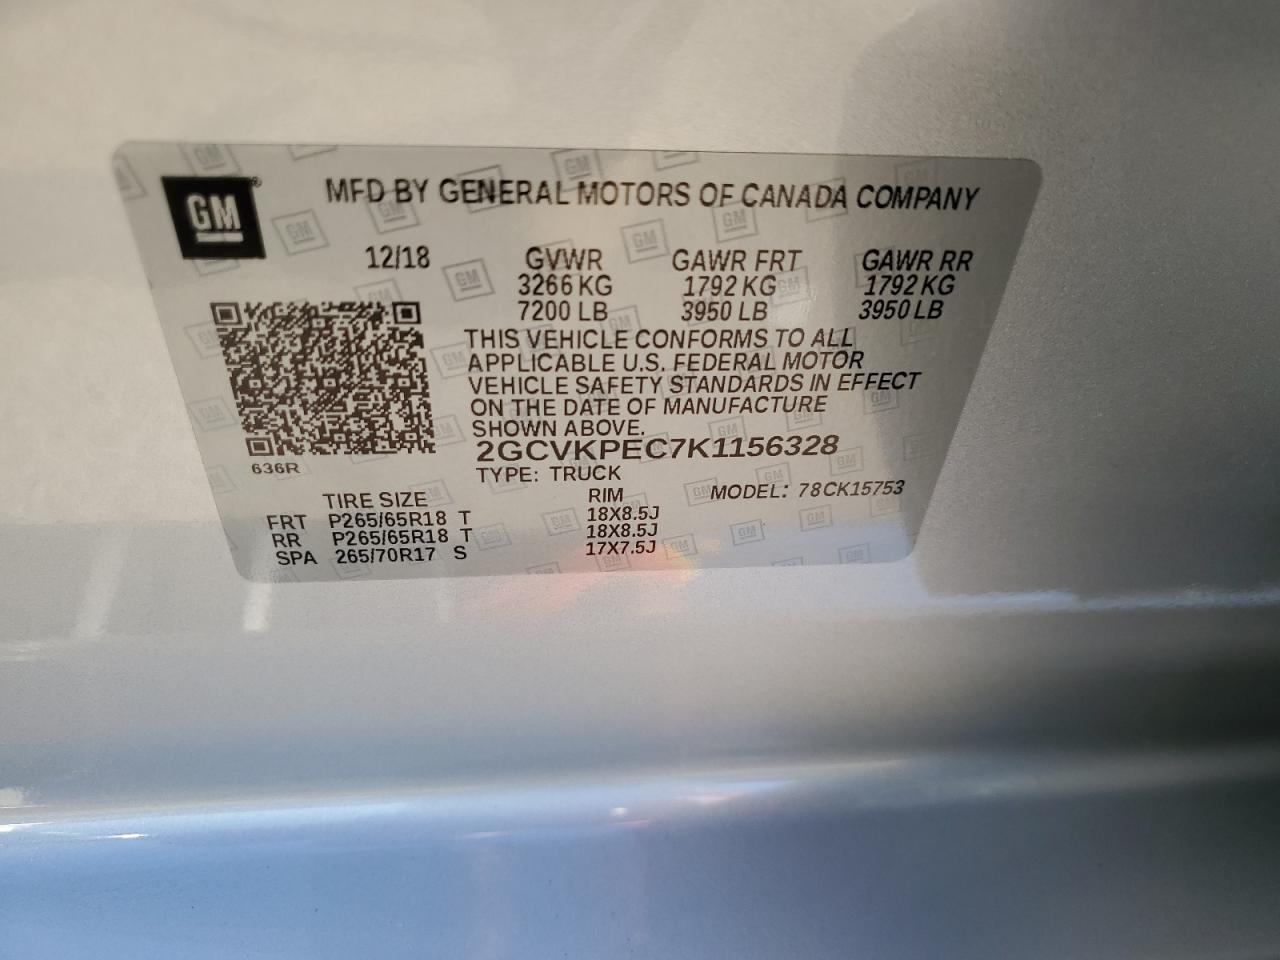 GM® MFD BY GENERAL MOTORS OF CANADA COMPANY
12/18 GVWR GAWR FRT GAWR RR
3266 KG 1792 KG 1792 KG
7200 LB 3950 LB 3950 LB
THIS VEHICLE CONFORMS TO ALL
APPLICABLE U.S. FEDERAL MOTOR
VEHICLE SAFETY STANDARDS IN EFFECT
ON THE DATE OF MANUFACTURE
SHOWN ABOVE.
2GCVKPEC7K1156328
636R
TYPE: TRUCK
TIRE SIZE RIM MODEL: 78CK15753
FRT P265/65R18 T 18X8.5J
RR P265/65R18 T 18X8.5J
SPA 265/70R17 S 17X7.5J